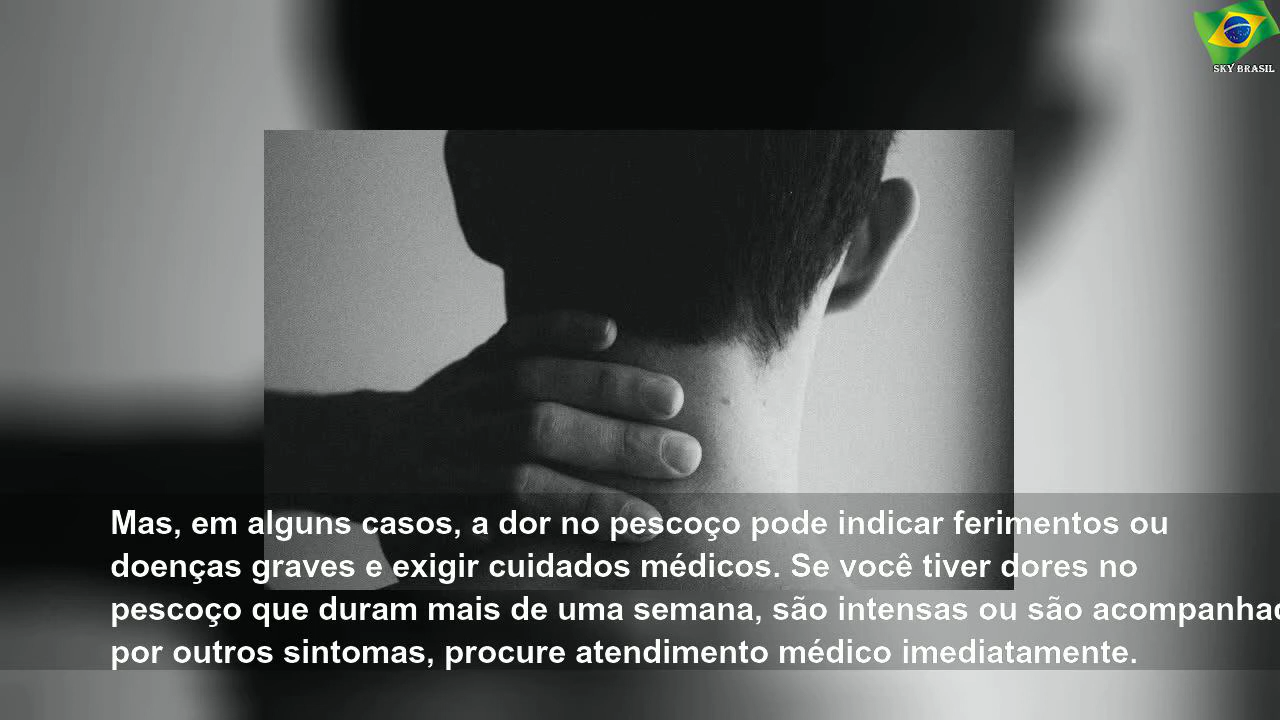 SKY BRASIL
Mas, em alguns casos, a dor no pescoço pode indicar ferimentos ou
doenças graves e exigir cuidados médicos. Se você tiver dores no
pescoço que duram mais de uma semana, são intensas ou são
por outros sintomas, procure atendimento médico imediatamente.